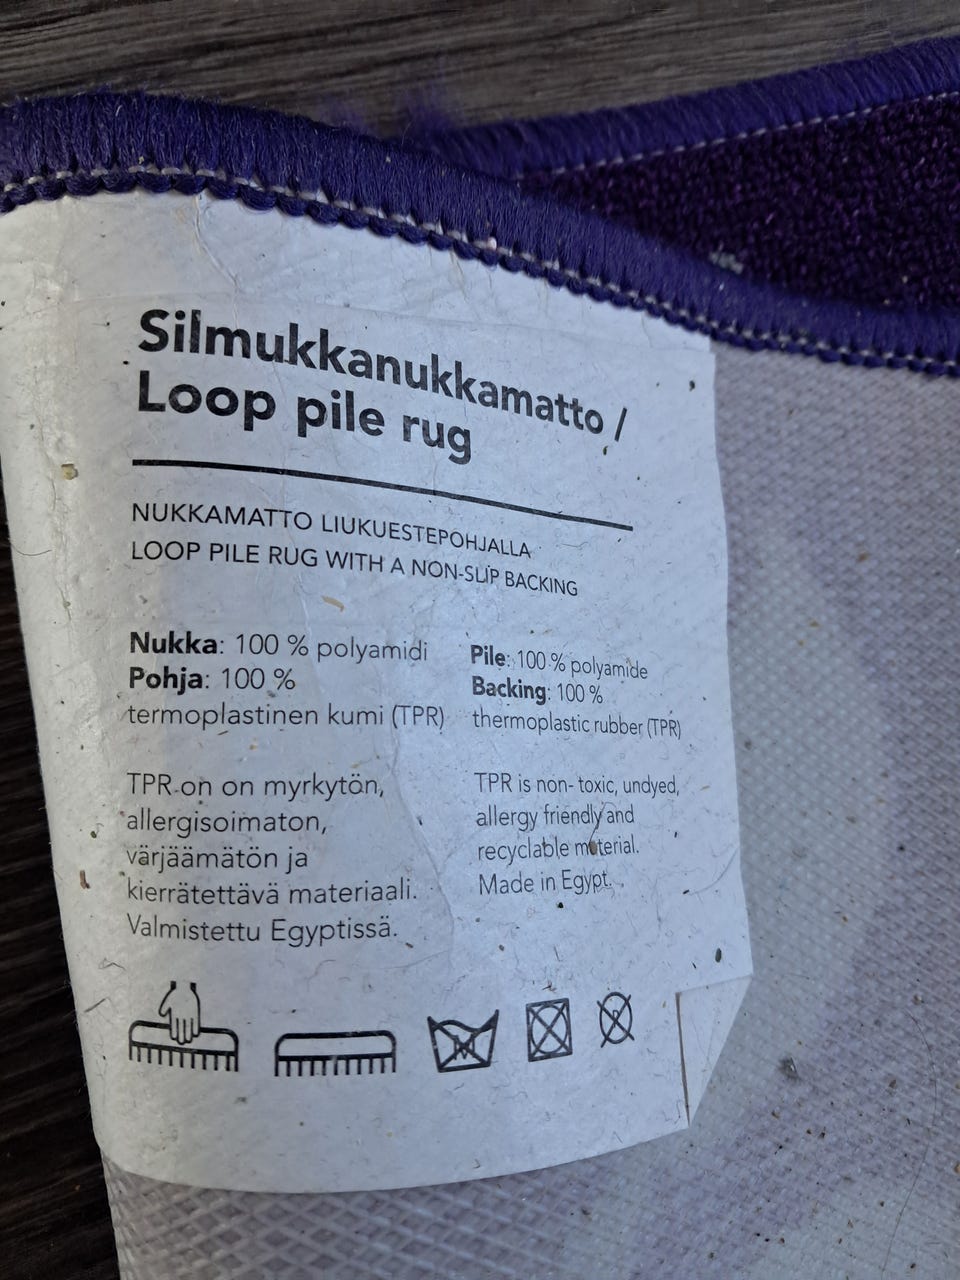 Silmukkanukkamatto /
Loop pile rug
NUKKAMATTO LIUKUESTEPOHJALLA
LOOP PILE RUG WITH A NON-SLIP BACKING
Nukka: 100 % polyamidi
Pohja: 100 %
termoplastinen kumi (TPR)
Pile: 100 % polyamide
Backing: 100 %
thermoplastic rubber (TPR)
TPR on on myrkytön,
allergisoimaton,
värjäämätön ja
kierrätettävä materiaali.
Valmistettu Egyptissä.
TPR is non- toxic, undyed,
allergy friendly and
recyclable material.
Made in Egypt.